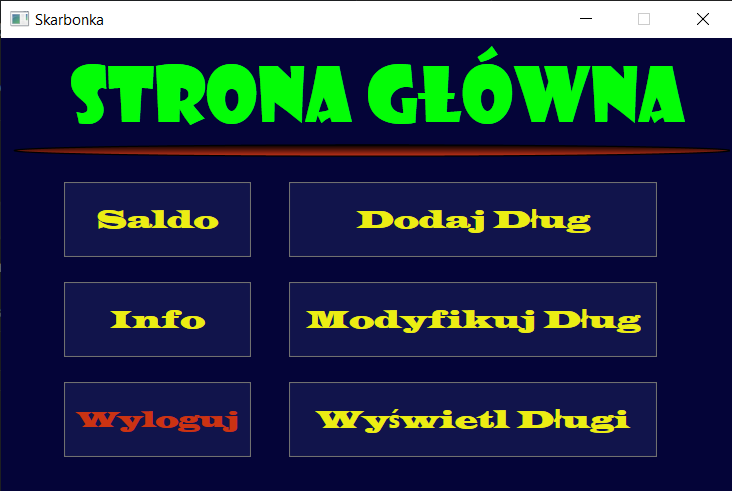 Skarbonka
STRONA GŁÓWNA
Saldo
Dodaj Dług
Info
Modyfikuj Dług
Wyloguj
Wyświetl Długi